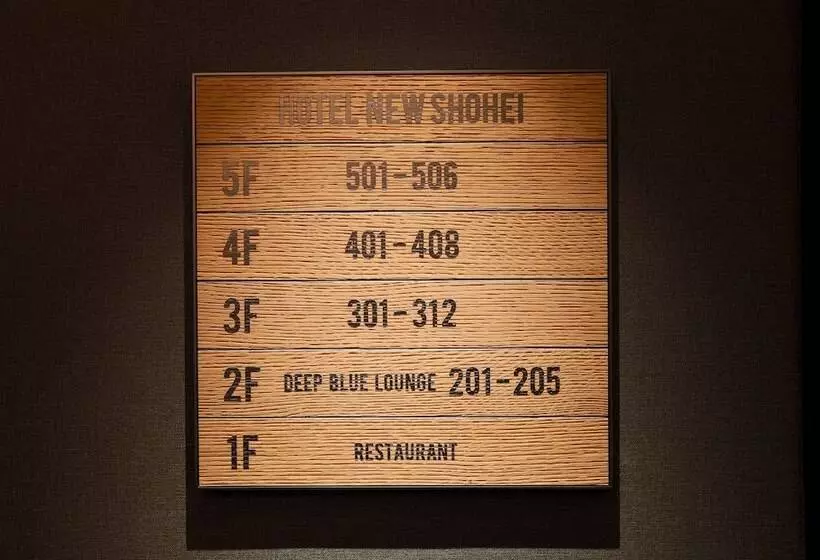 HOTEL NEW SHOHEI
5F 501-506
4F 401-408
3F 301-312
2F DEEP BLUE LOUNGE 201-205
1F RESTAURANT